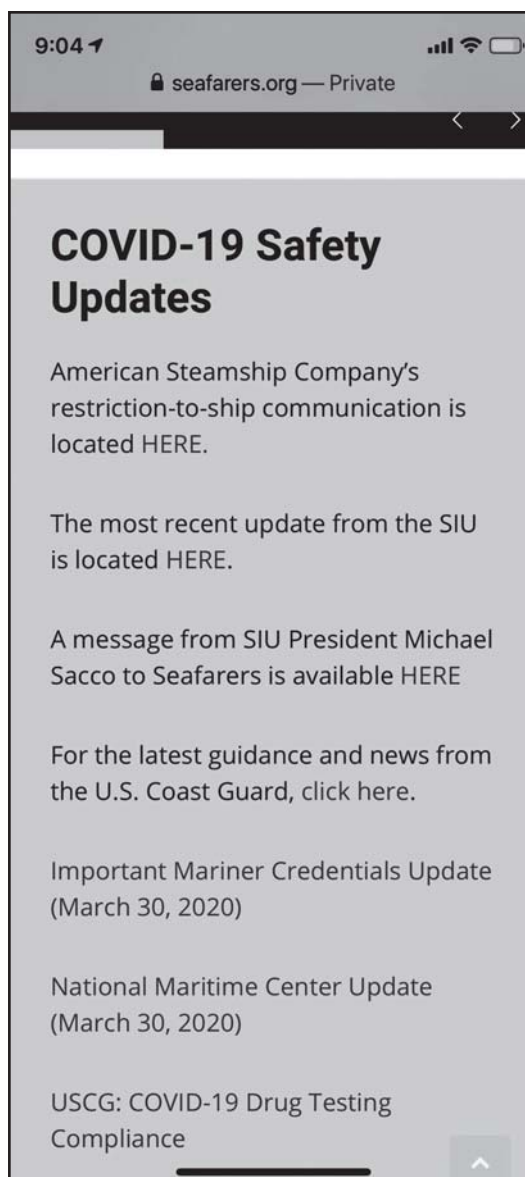 9:04
seafarers.org — Private
COVID-19 Safety
Updates
American Steamship Company’s
restriction-to-ship communication is
located HERE.
The most recent update from the SIU
is located HERE.
A message from SIU President Michael
Sacco to Seafarers is available HERE
For the latest guidance and news from
the U.S. Coast Guard, click here.
Important Mariner Credentials Update
(March 30, 2020)
National Maritime Center Update
(March 30, 2020)
USCG: COVID-19 Drug Testing
Compliance